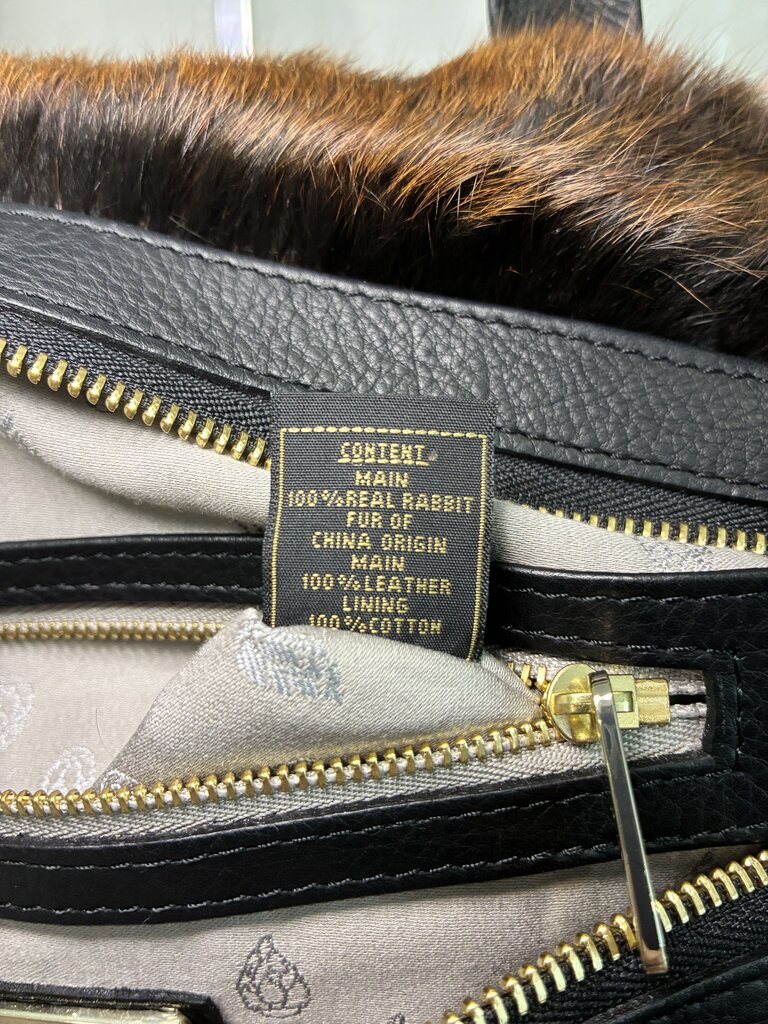 CONTENT
MAIN
100%REAL RABBIT
FUR OF
CHINA ORIGIN
MAIN
100%LEATHER
LINING
100%COTTON